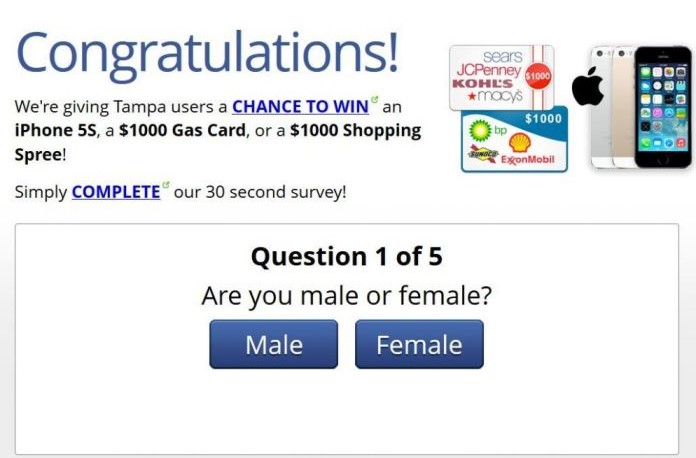 Congratulations!
We're giving Tampa users a CHANCE TO WIN an
iPhone 5S, a $1000 Gas Card, or a $1000 Shopping
Spree!
Simply COMPLETE our 30 second survey!
sears
JCPenney
KOHL'S
macy's
$1000
$1000
bp
SUNOCO
ExxonMobil
Question 1 of 5
Are you male or female?
Male Female